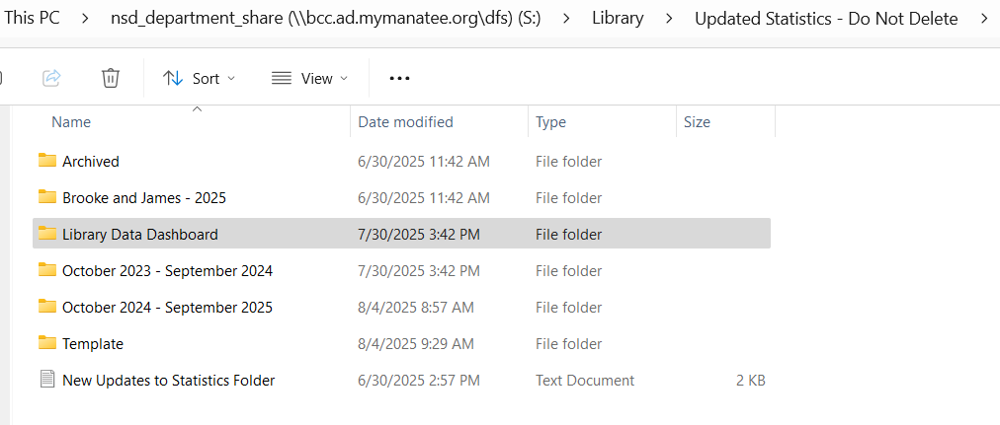 This PC > nsd_department_share (\\bcc.ad.mymanatee.org\dfs) (S:) > Library > Updated Statistics - Do Not Delete >
Sort View •••
Name Date modified Type Size
Archived 6/30/2025 11:42 AM File folder
Brooke and James - 2025 6/30/2025 11:42 AM File folder
Library Data Dashboard 7/30/2025 3:42 PM File folder
October 2023 - September 2024 7/30/2025 3:42 PM File folder
October 2024 - September 2025 8/4/2025 8:57 AM File folder
Template 8/4/2025 9:29 AM File folder
New Updates to Statistics Folder 6/30/2025 2:57 PM Text Document 2 KB